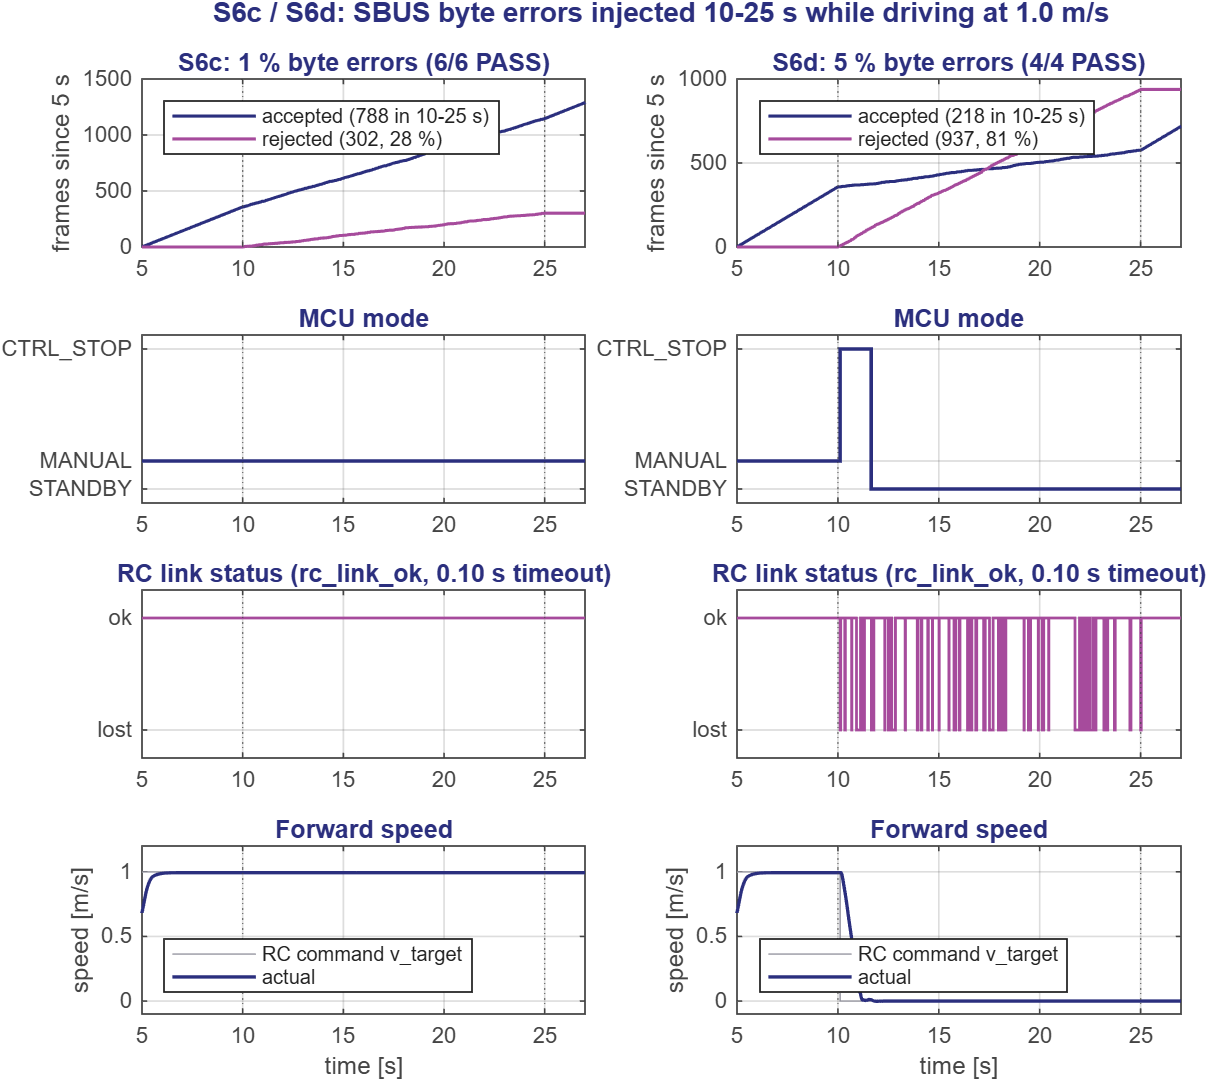 S6c / S6d: SBUS byte errors injected 10-25 s while driving at 1.0 m/s
S6c: 1 % byte errors (6/6 PASS)
frames since 5 s
1500
1000
500
0
accepted (788 in 10-25 s)
rejected (302, 28 %)
5 10 15 20 25
S6d: 5 % byte errors (4/4 PASS)
frames since 5 s
1000
500
0
accepted (218 in 10-25 s)
rejected (937, 81 %)
5 10 15 20 25
MCU mode
CTRL_STOP
MANUAL
STANDBY
5 10 15 20 25
MCU mode
CTRL_STOP
MANUAL
STANDBY
5 10 15 20 25
RC link status (rc_link_ok, 0.10 s timeout)
ok
lost
5 10 15 20 25
RC link status (rc_link_ok, 0.10 s timeout)
ok
lost
5 10 15 20 25
Forward speed
speed [m/s]
1
0.5
0
RC command v_target
actual
5 10 15 20 25
time [s]
Forward speed
speed [m/s]
1
0.5
0
RC command v_target
actual
5 10 15 20 25
time [s]